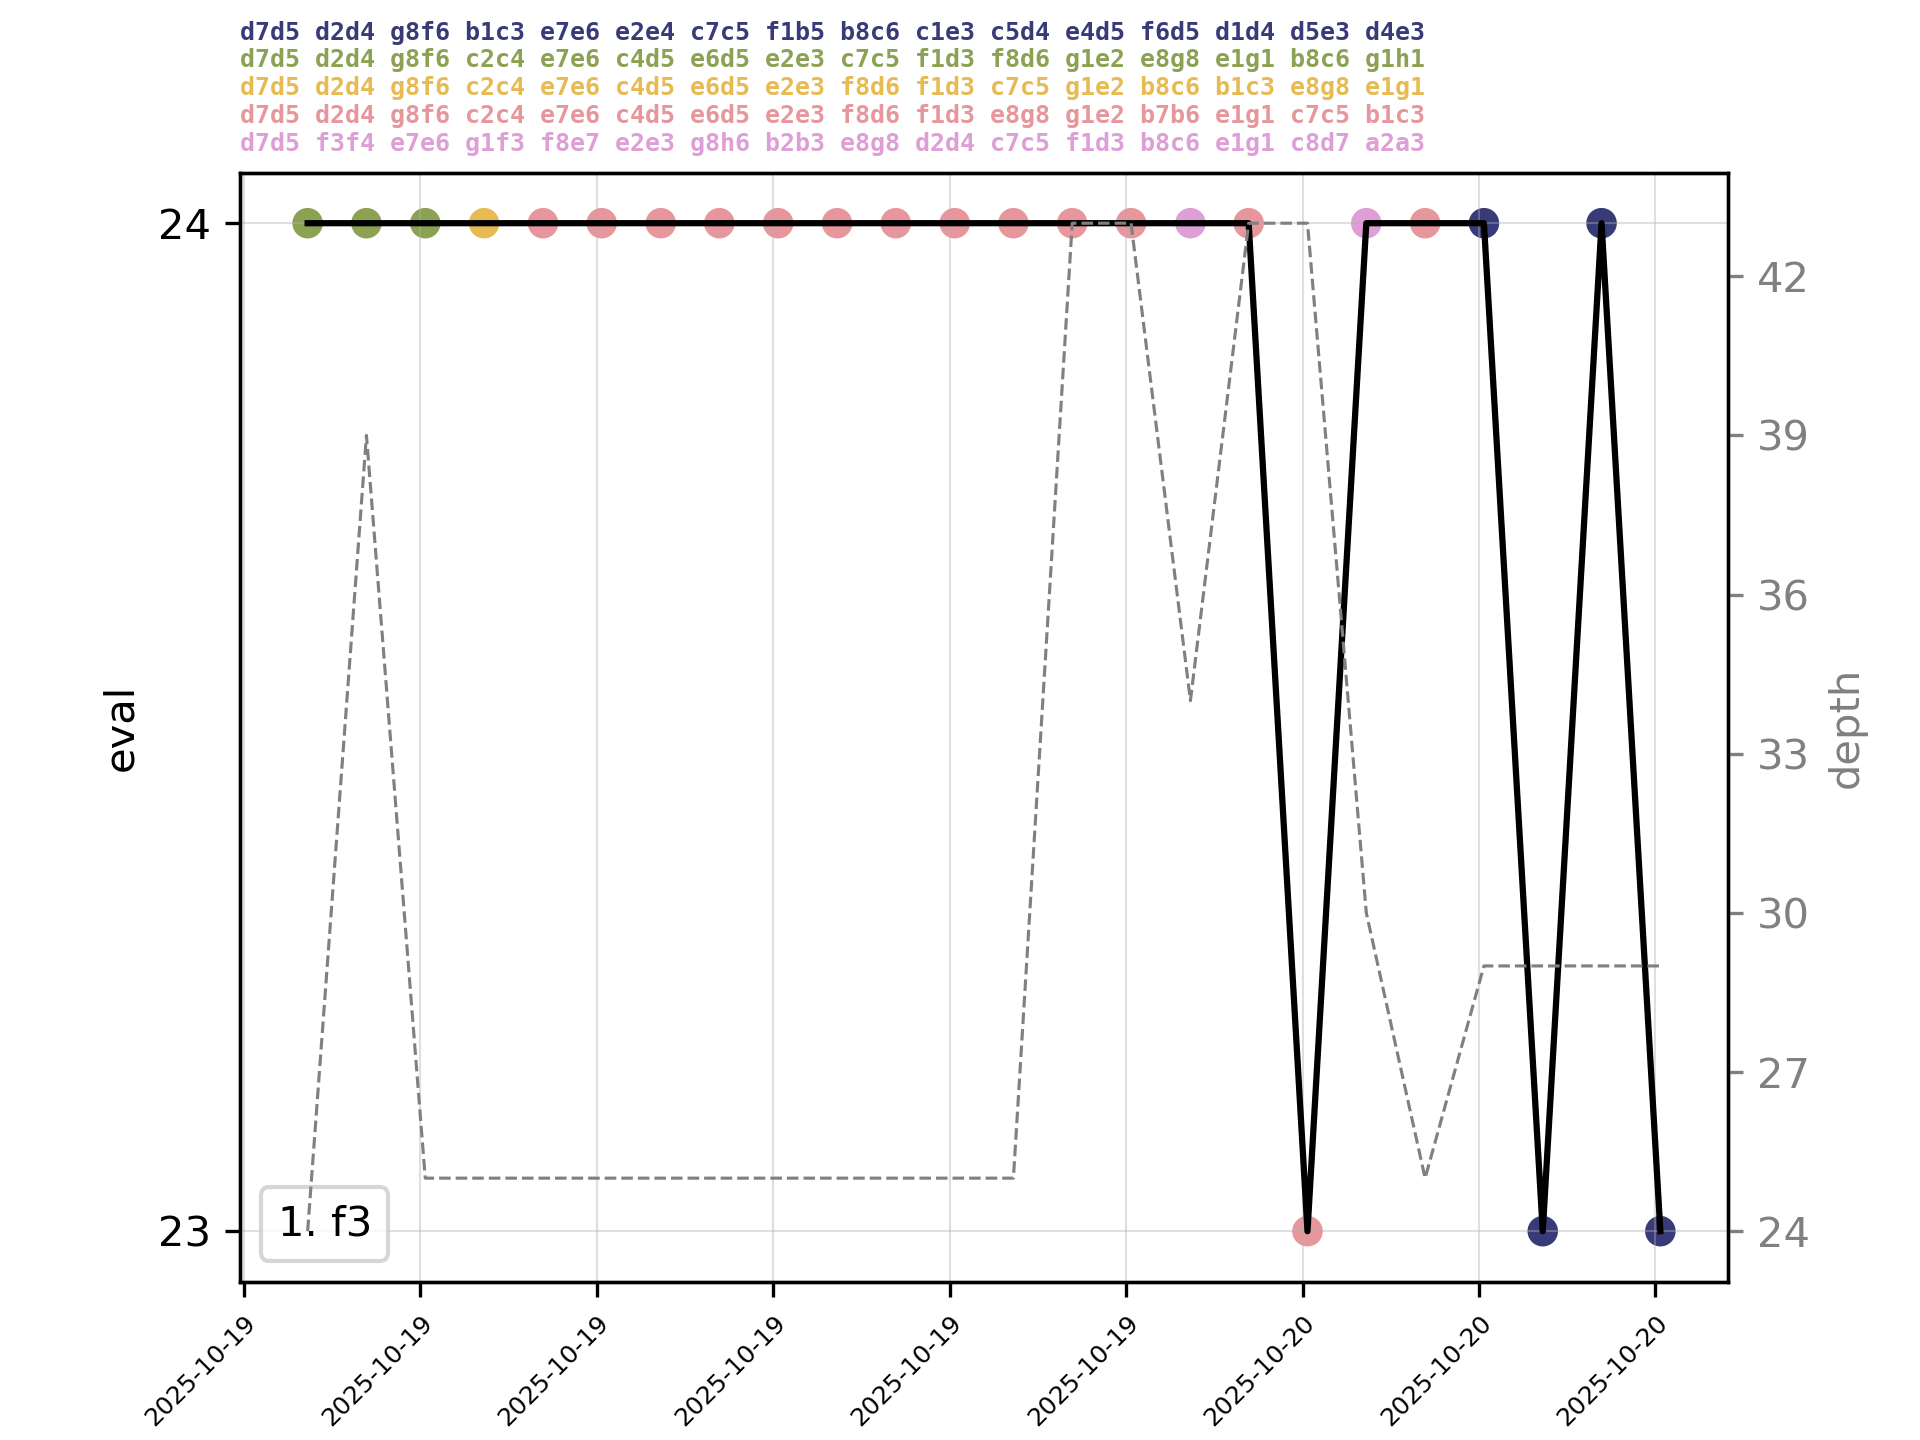 d7d5 d2d4 g8f6 b1c3 e7e6 e2e4 c7c5 f1b5 b8c6 c1e3 c5d4 e4d5 f6d5 d1d4 d5e3 d4e3
d7d5 d2d4 g8f6 c2c4 e7e6 c4d5 e6d5 e2e3 c7c5 f1d3 f8d6 g1e2 e8g8 e1g1 b8c6 g1h1
d7d5 d2d4 g8f6 c2c4 e7e6 c4d5 e6d5 e2e3 f8d6 f1d3 c7c5 g1e2 b8c6 b1c3 e8g8 e1g1
d7d5 d2d4 g8f6 c2c4 e7e6 c4d5 e6d5 e2e3 f8d6 f1d3 e8g8 g1e2 b7b6 e1g1 c7c5 b1c3
d7d5 f3f4 e7e6 g1f3 f8e7 e2e3 g8h6 b2b3 e8g8 d2d4 c7c5 f1d3 b8c6 e1g1 c8d7 a2a3
24
23
eval
42
39
36
33
30
27
24
depth
1. f3
2025-10-19
2025-10-19
2025-10-19
2025-10-19
2025-10-19
2025-10-19
2025-10-20
2025-10-20
2025-10-20